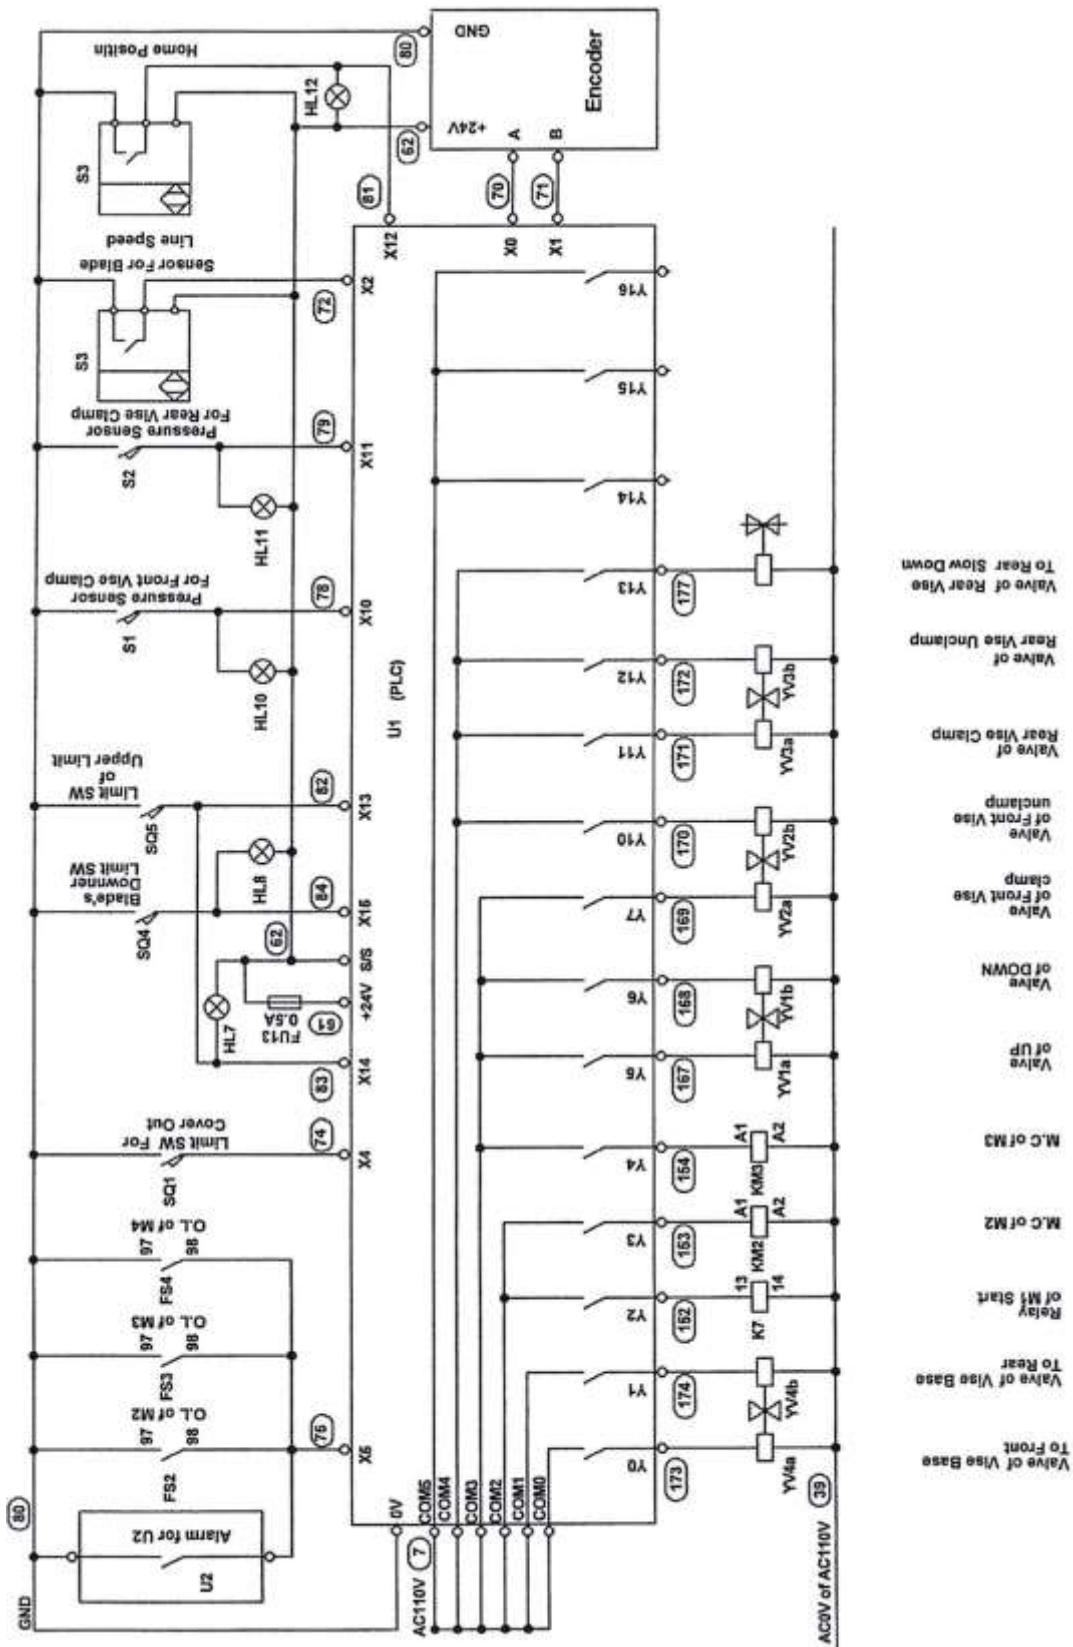 GND
80
Home Positin
S3
HL12
80
GND
+24V
62
Encoder
A
B
81
70
71
X12
X0
X1
Line Speed
Sensor For Blade
S3
72
X2
For Rear Vise Clamp
Pressure Sensor
S2
79
X11
HL11
For Front Vise Clamp
Pressure Sensor
S1
78
X10
HL10
Upper Limit
of
Limit SW
SQ5
82
X13
Limit SW
Downner
Blade's
SQ4
HL8
84
X15
62
S/S
+24V
61
0.5A
FU13
HL7
83
X14
Cover Out
Limit SW For
SQ1
74
X4
O.L of M4
97
98
FS4
O.L of M3
97
98
FS3
O.L of M2
97
98
FS2
75
X5
Alarm for U2
U2
0V
U1 (PLC)
AC110V
7
COM5
COM4
COM3
COM2
COM1
COM0
Y16
Y15
Y14
Y13
Y12
Y11
Y10
Y7
Y6
Y5
Y4
Y3
Y2
Y1
Y0
177
172
171
170
169
168
167
154
153
152
174
173
YV3b
YV3a
YV2b
YV2a
YV1b
YV1a
A1
A2
KM3
A1
A2
KM2
13
14
K7
YV4b
YV4a
39
AC0V of AC110V
Valve of Rear Vise
To Rear Slow Down
Valve of
Rear Vise Unclamp
Valve of
Rear Vise Clamp
Valve
of Front Vise
unclamp
Valve
of Front Vise
clamp
Valve
of DOWN
Valve
of UP
M.C of M3
M.C of M2
Relay
of M1 Start
Valve of Vise Base
To Rear
Valve of Vise Base
To Front